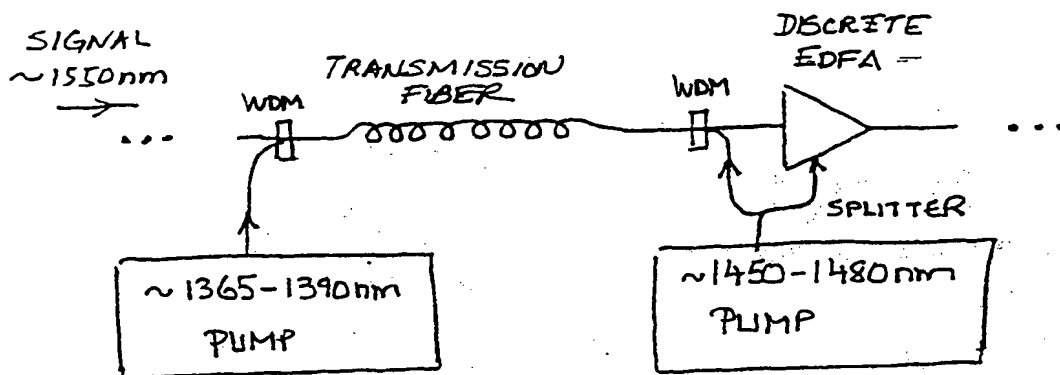 SIGNAL
~1550nm
...
WDM
TRANSMISSION
FIBER
WDM
DISCRETE
EDFA
...
SPLITTER
~1365-1390nm
PUMP
~1450-1480nm
PUMP